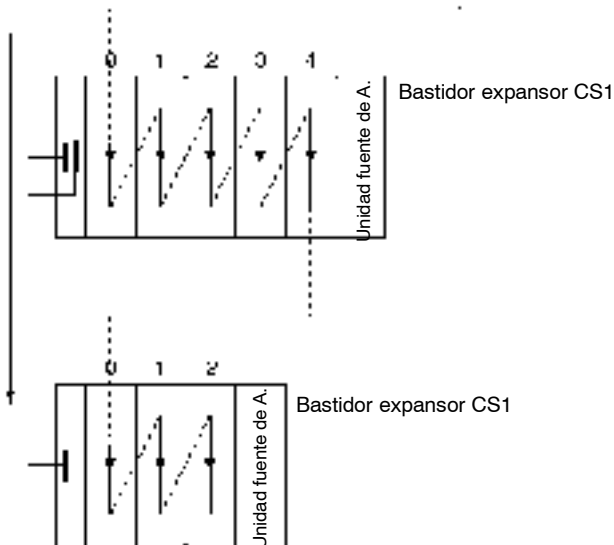 0 1 2 3 4
Unidad fuente de A.
Bastidor expansor CS1
0 1 2
Unidad fuente de A.
Bastidor expansor CS1